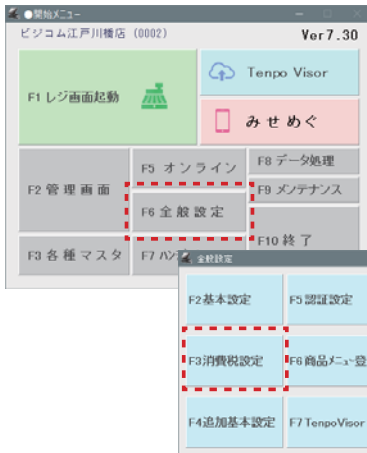 ●開始メニュー
ビジコム江戸川橋店 (0002)
Ver7.30
F1 レジ画面起動
Tenpo Visor
みせめぐ
F2 管理画面
F5 オンライン
F8 データ処理
F6 全般設定
F9 メンテナンス
F3 各種マスタ
F7 ハン
F10 終了
全般設定
F2基本設定
F5認証設定
F3消費税設定
F6商品メニュー登
F4追加基本設定
F7TenpoVisor